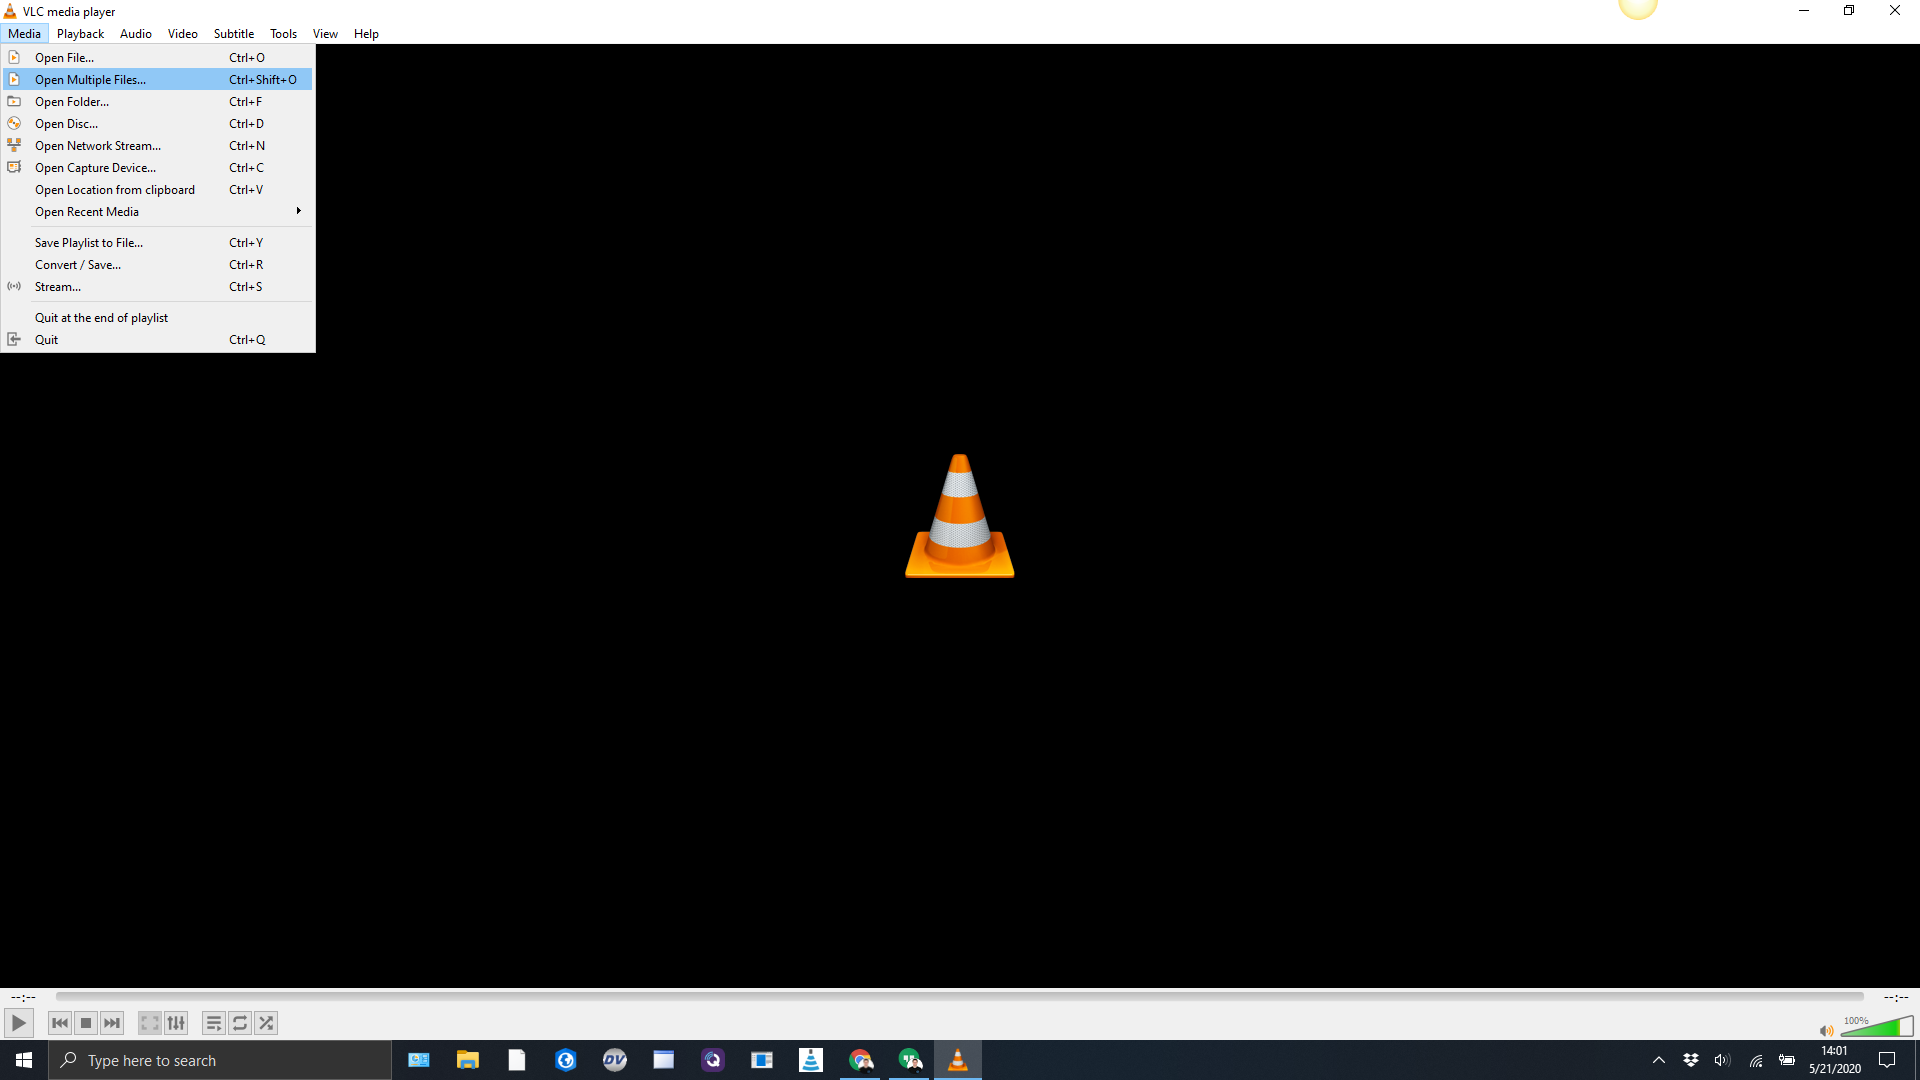 VLC media player
Media Playback Audio Video Subtitle Tools View Help
Open File... Ctrl+O
Open Multiple Files... Ctrl+Shift+O
Open Folder... Ctrl+F
Open Disc... Ctrl+D
Open Network Stream... Ctrl+N
Open Capture Device... Ctrl+C
Open Location from clipboard Ctrl+V
Open Recent Media
Save Playlist to File... Ctrl+Y
Convert / Save... Ctrl+R
Stream... Ctrl+S
Quit at the end of playlist
Quit Ctrl+Q
--:-- --:--
100%
Type here to search
DV
14:01
5/21/2020